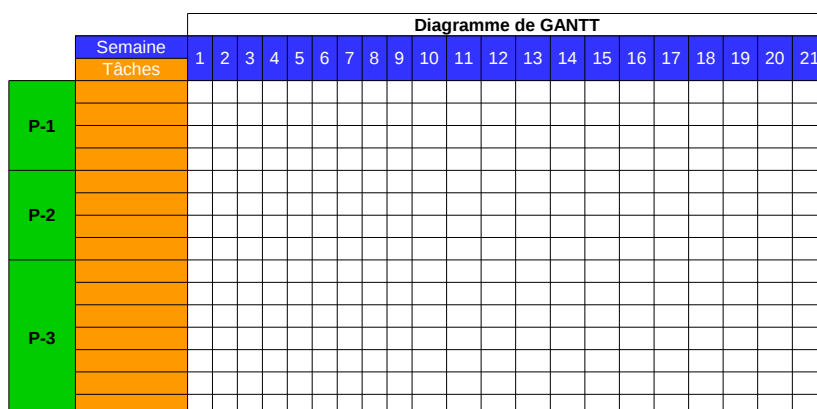 Diagramme de GANTT
Semaine 1 2 3 4 5 6 7 8 9 10 11 12 13 14 15 16 17 18 19 20 21
Tâches
P-1
P-2
P-3